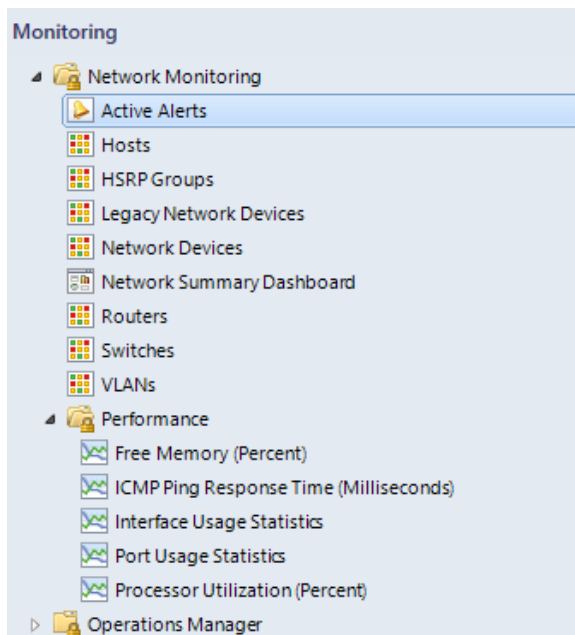 Monitoring
Network Monitoring
Active Alerts
Hosts
HSRP Groups
Legacy Network Devices
Network Devices
Network Summary Dashboard
Routers
Switches
VLANs
Performance
Free Memory (Percent)
ICMP Ping Response Time (Milliseconds)
Interface Usage Statistics
Port Usage Statistics
Processor Utilization (Percent)
Operations Manager